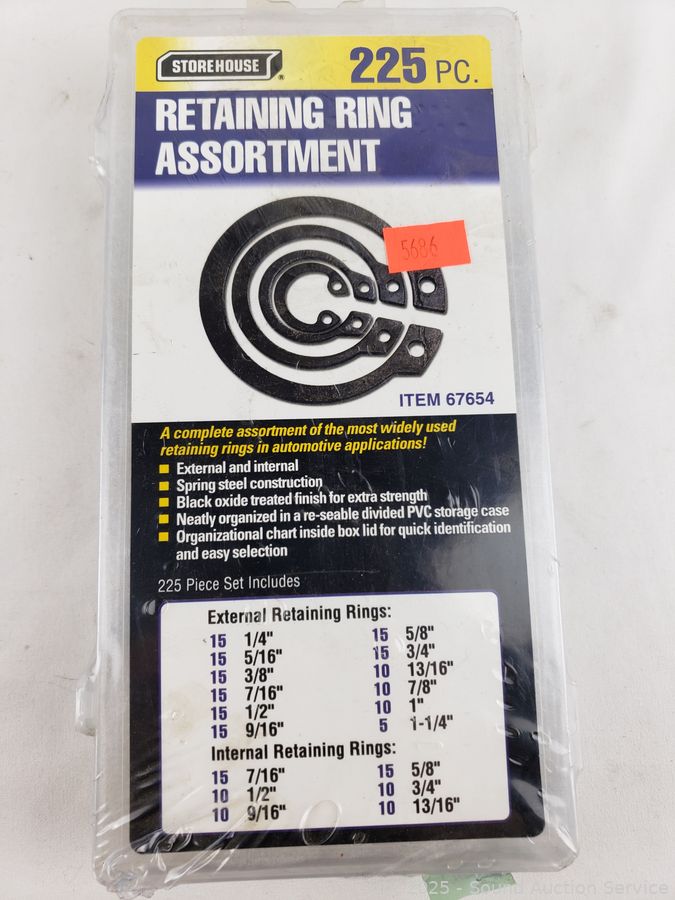 STOREHOUSE®
225 PC.
RETAINING RING
ASSORTMENT
5686
ITEM 67654
A complete assortment of the most widely used
retaining rings in automotive applications!
External and internal
Spring steel construction
Black oxide treated finish for extra strength
Neatly organized in a re-seable divided PVC storage case
Organizational chart inside box lid for quick identification
and easy selection
225 Piece Set Includes
External Retaining Rings:
15 1/4" 15 5/8"
15 5/16" 15 3/4"
15 3/8" 10 13/16"
15 7/16" 10 7/8"
15 1/2" 10 1"
15 9/16" 5 1-1/4"
Internal Retaining Rings:
15 7/16" 15 5/8"
10 1/2" 10 3/4"
10 9/16" 10 13/16"
2025 - Sound Auction Service